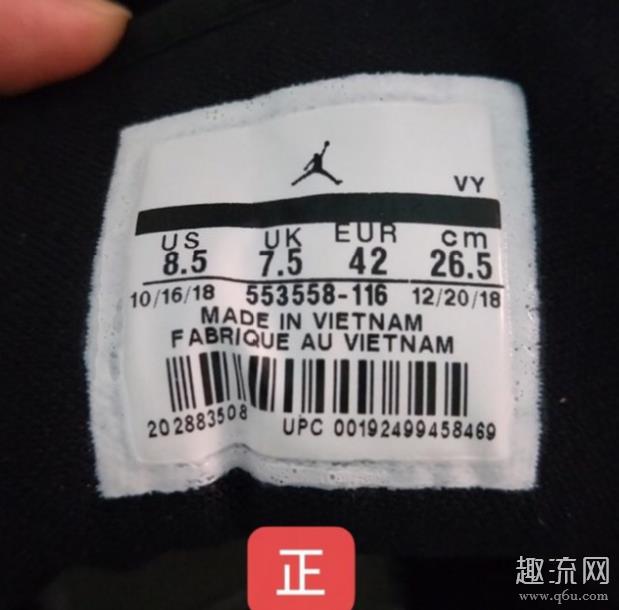 VY
US UK EUR cm
8.5 7.5 42 26.5
10/16/18 553558-116 12/20/18
MADE IN VIETNAM
FABRIQUE AU VIETNAM
202883508 UPC 00192499458469
正
趣流网
www.q6u.com